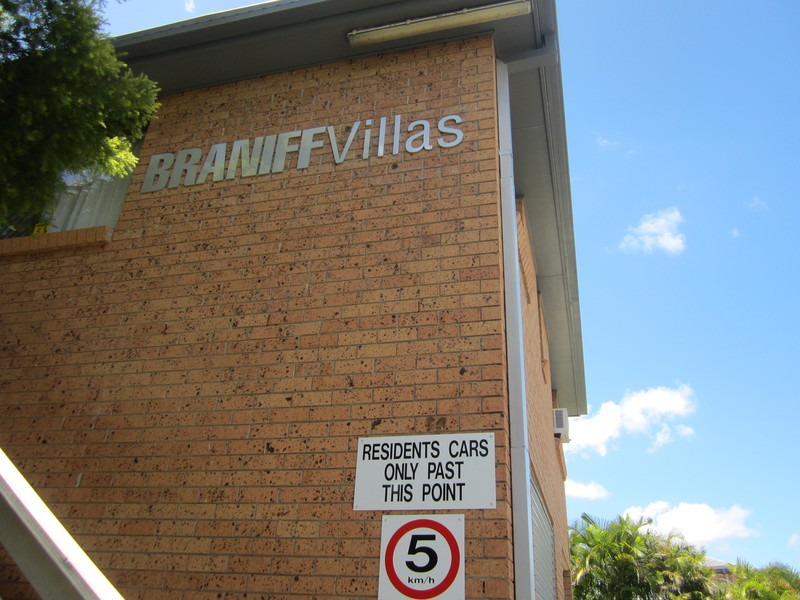 BRANIFFVillas
RESIDENTS CARS
ONLY PAST
THIS POINT
5
km/h